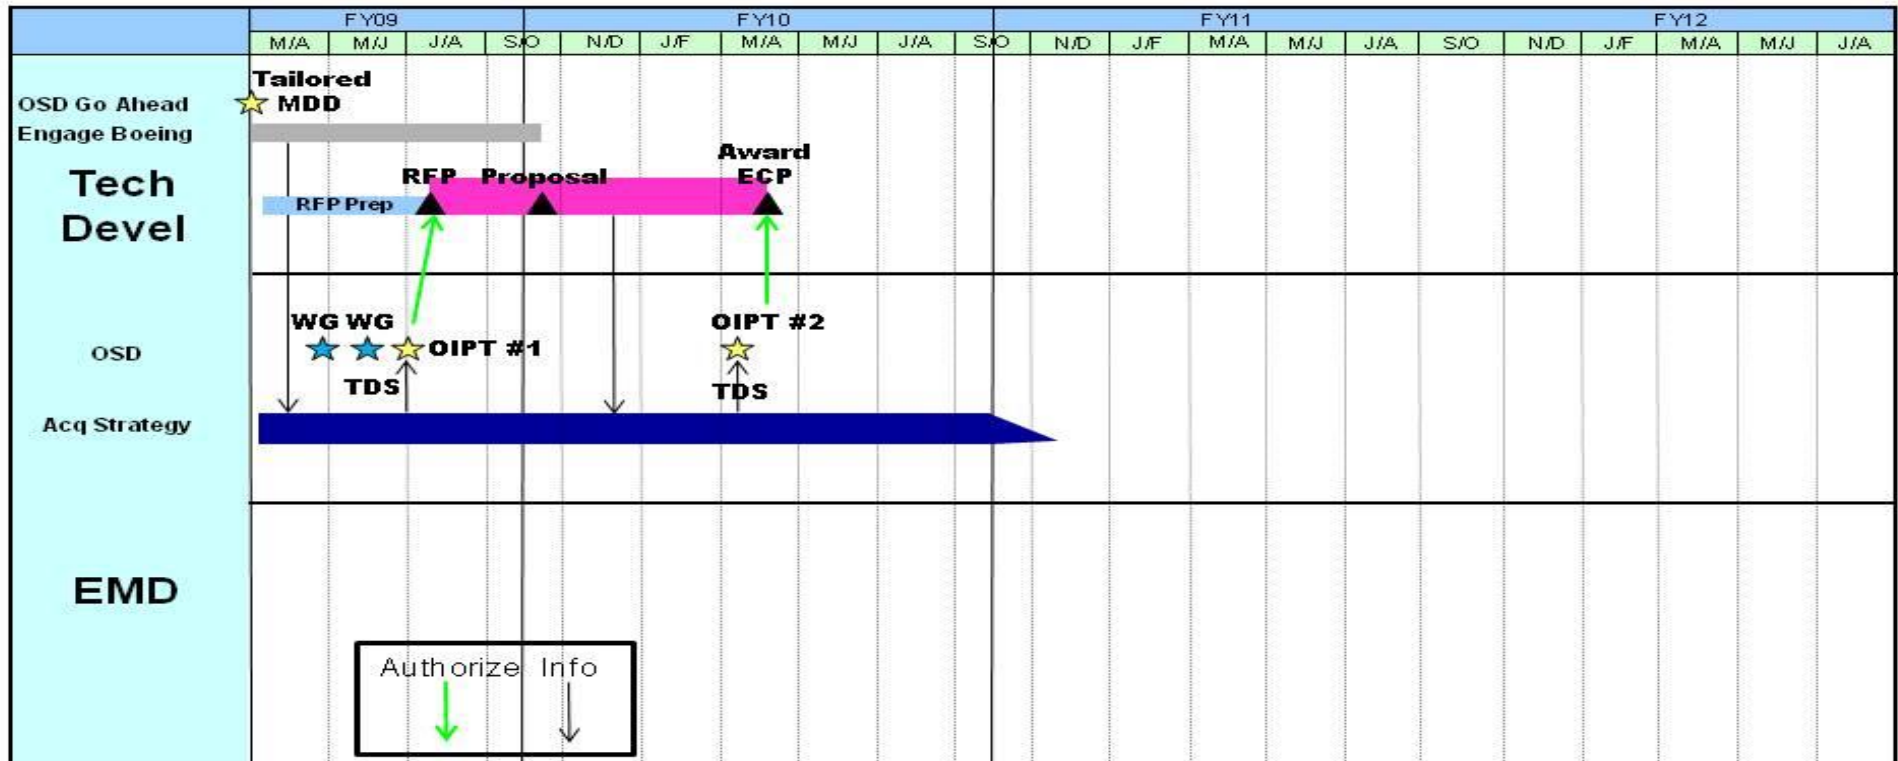 FY09 FY10 FY11 FY12
M/A M/J J/A S/O N/D J/F M/A M/J J/A S/O N/D J/F M/A M/J J/A S/O N/D J/F M/A M/J J/A
Tailored
OSD Go Ahead MDD
Engage Boeing
Award
Tech RFP Proposal ECP
RFP Prep
Devel
WG WG OIPT #2
OSD OIPT #1
TDS TDS
Acq Strategy
EMD
Authorize Info